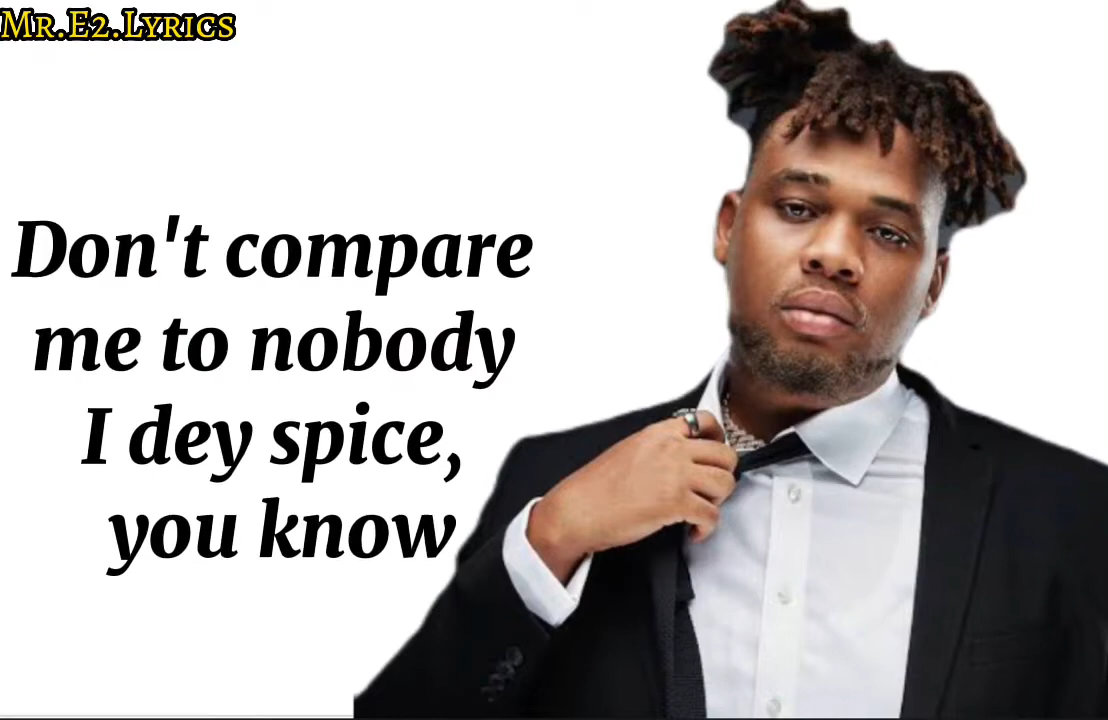 Mr.E2.Lyrics
Don't compare
me to nobody
I dey spice,
you know